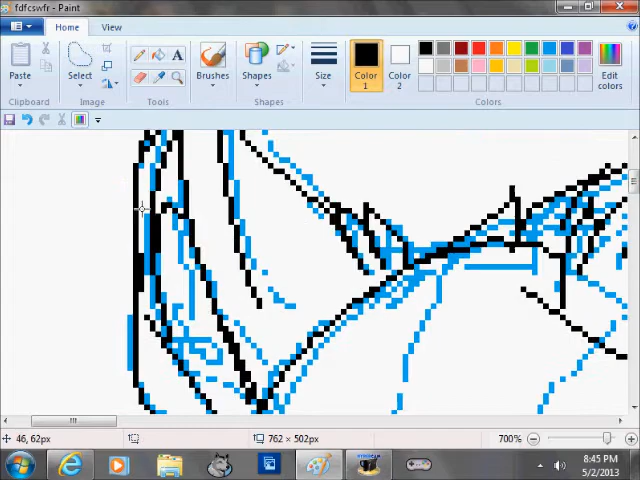 fdfcswfr - Paint
Home View
Paste
Select
Brushes
Shapes
Size
Color 1
Color 2
Edit colors
Clipboard Image Tools Shapes Colors
46, 62px
762 × 502px
700%
8:45 PM
5/2/2013